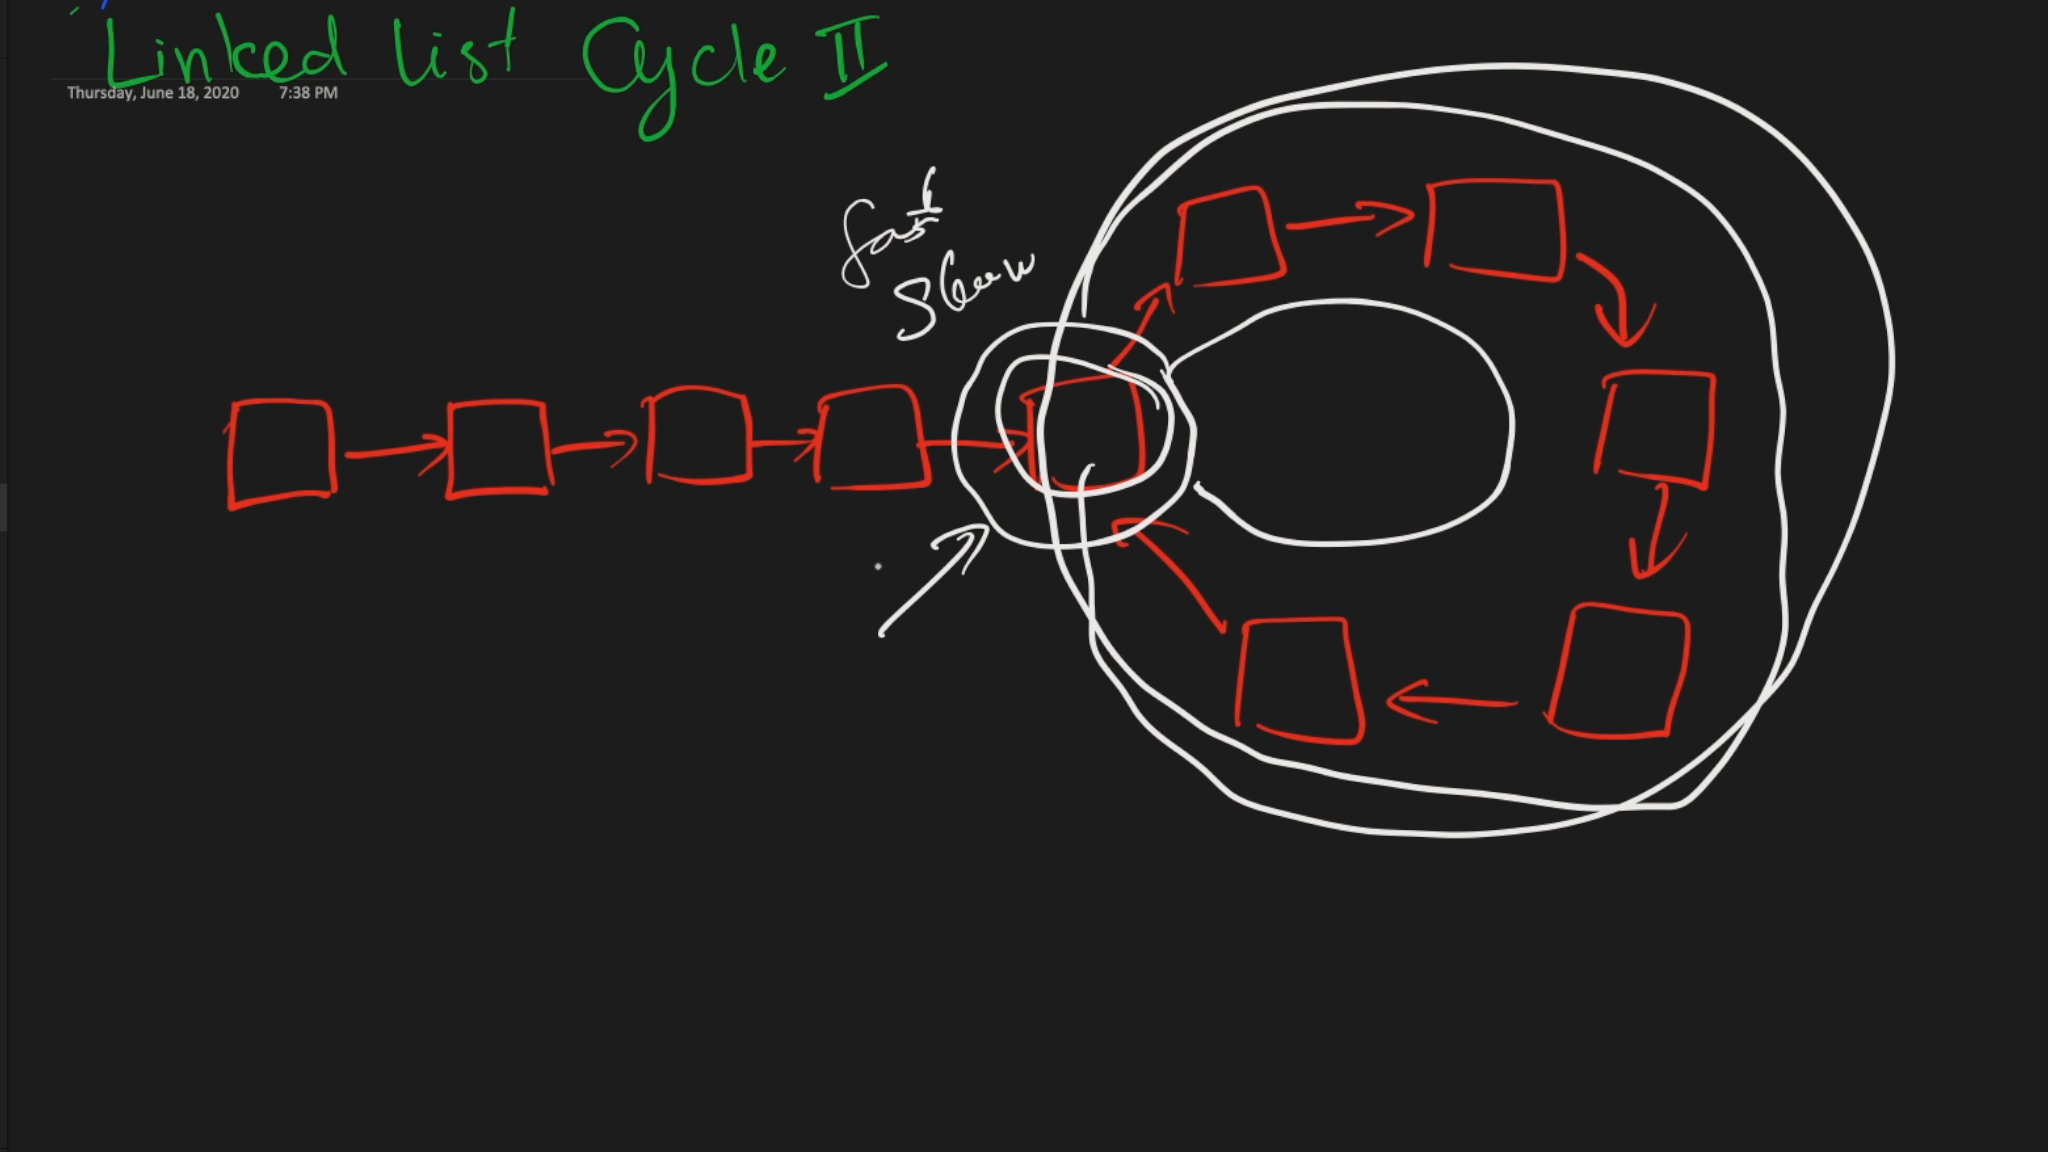 Linked List Cycle II
Thursday, June 18, 2020 7:38 PM
fast
slow